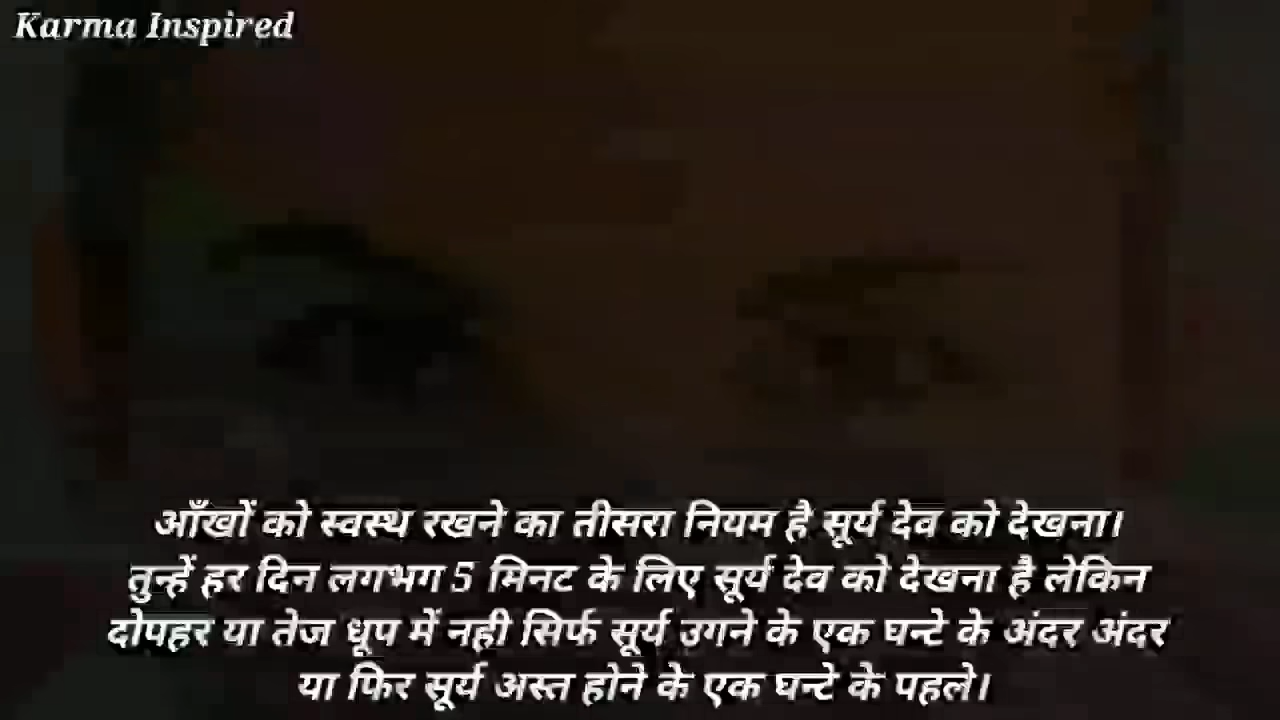 Karma Inspired
आँखों को स्वस्थ रखने का तीसरा नियम है सूर्य देव को देखना।
तुन्हें हर दिन लगभग 5 मिनट के लिए सूर्य देव को देखना है लेकिन
दोपहर या तेज धूप में नही सिर्फ सूर्य उगने के एक घन्टे के अंदर अंदर
या फिर सूर्य अस्त होने के एक घन्टे के पहले।